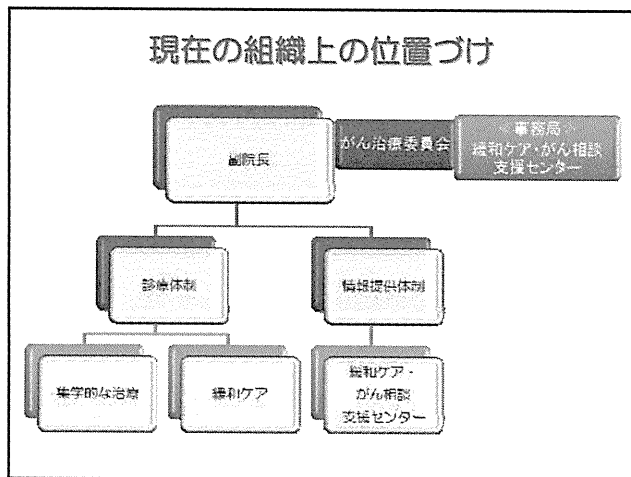 現在の組織上の位置づけ
副院長
がん治療委員会
＜事務局＞
緩和ケア・がん相談
支援センター
診療体制
情報提供体制
集学的な治療
緩和ケア
緩和ケア・
がん相談
支援センター